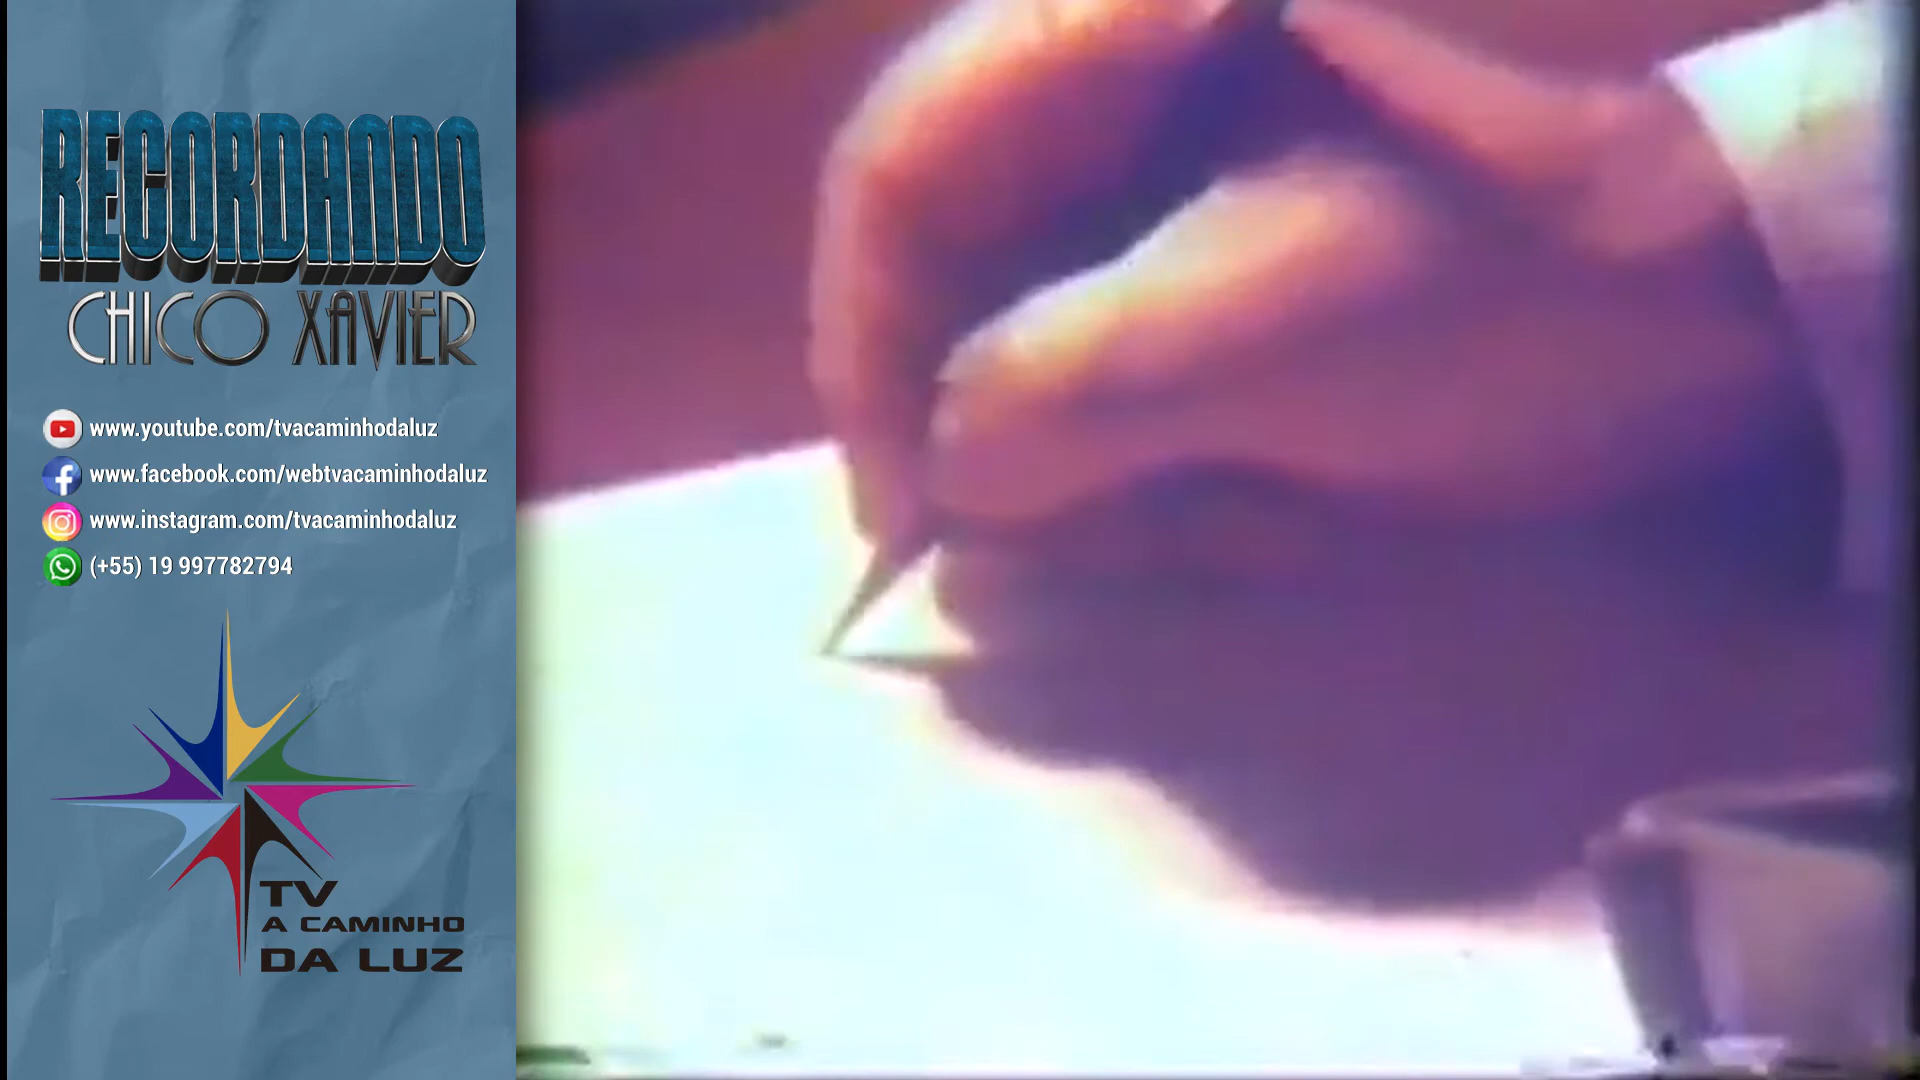 RECORDANDO
CHICO XAVIER
www.youtube.com/tvacaminhodaluz
www.facebook.com/webtvacaminhodaluz
www.instagram.com/tvacaminhodaluz
(+55) 19 997782794
TV
A CAMINHO
DA LUZ